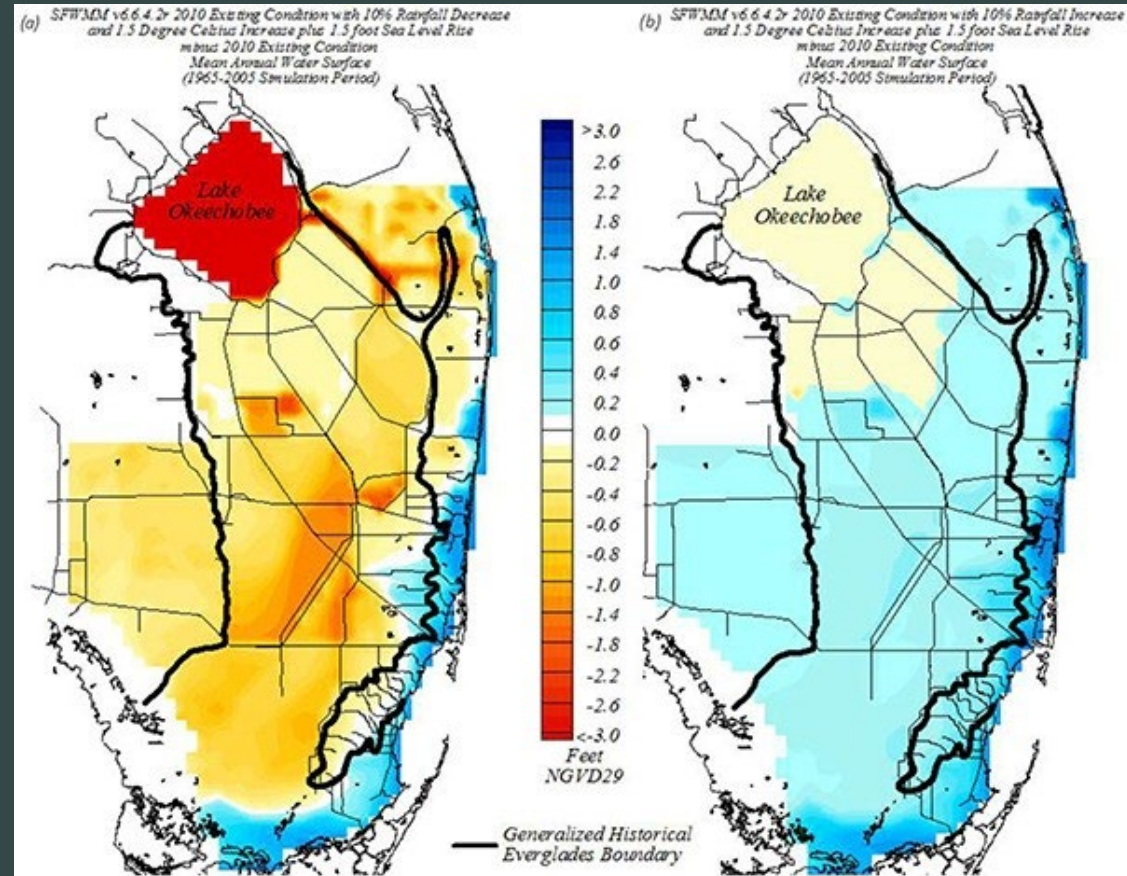 (a) SFWMM v6.6.4.2r 2010 Existing Condition with 10% Rainfall Decrease
and 1.5 Degree Celsius Increase plus 1.5 foot Sea Level Rise
minus 2010 Existing Condition
Mean Annual Water Surface
(1965-2005 Simulation Period)
(b) SFWMM v6.6.4.2r 2010 Existing Condition with 10% Rainfall Increase
and 1.5 Degree Celsius Increase plus 1.5 foot Sea Level Rise
minus 2010 Existing Condition
Mean Annual Water Surface
(1965-2005 Simulation Period)
Lake
Okeechobee
>3.0
2.6
2.2
1.8
1.4
1.0
0.8
0.6
0.4
0.2
0.0
-0.2
-0.4
-0.6
-0.8
-1.0
-1.4
-1.8
-2.2
-2.6
<-3.0
Feet
NGVD29
Lake
Okeechobee
Generalized Historical
Everglades Boundary